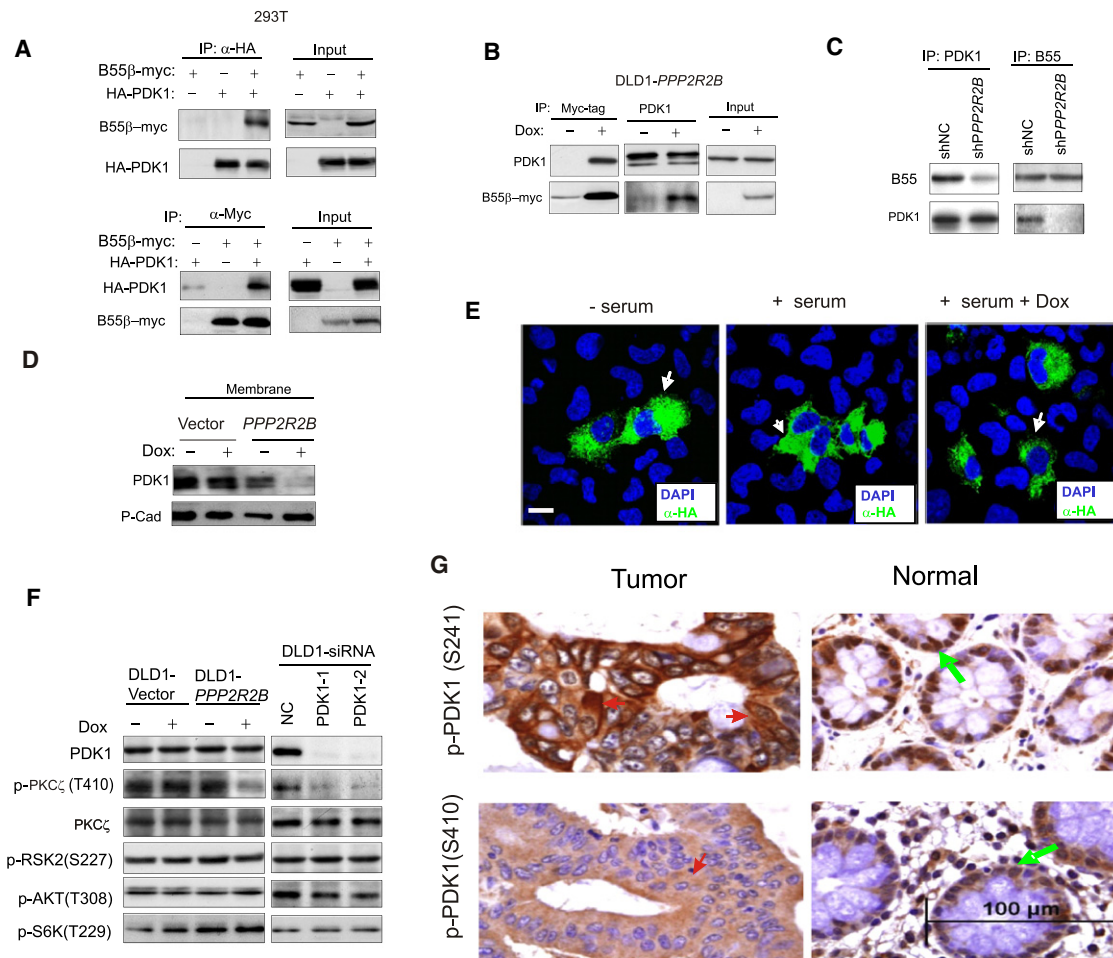 293T
A
IP: α-HA Input
B55β-myc: + – + + – +
HA-PDK1: – + + – + +
B55β–myc
HA-PDK1
IP: α-Myc Input
B55β-myc: – + + – + +
HA-PDK1: + – + + – +
HA-PDK1
B55β–myc
B
DLD1-PPP2R2B
IP: Myc-tag PDK1 Input
Dox: – + – + – +
PDK1
B55β–myc
C
IP: PDK1 IP: B55
shNC shPPP2R2B shNC shPPP2R2B
B55
PDK1
D
Membrane
Vector PPP2R2B
Dox: – + – +
PDK1
P-Cad
E
- serum + serum + serum + Dox
DAPI α-HA
DAPI α-HA
DAPI α-HA
F
DLD1-Vector DLD1-PPP2R2B DLD1-siRNA
Dox – + – + NC PDK1-1 PDK1-2
PDK1
p-PKCζ(T410)
PKCζ
p-RSK2(S227)
p-AKT(T308)
p-S6K(T229)
G
Tumor Normal
p-PDK1 (S241)
p-PDK1(S410)
100 µm